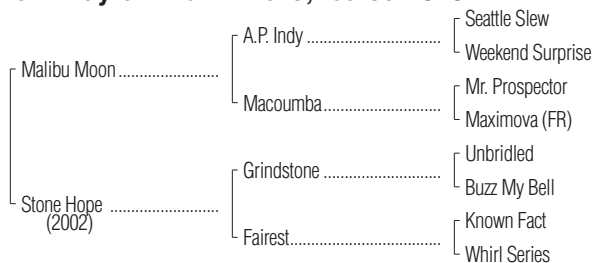 Malibu Moon
Stone Hope
(2002)
A.P. Indy
Macoumba
Grindstone
Fairest
Seattle Slew
Weekend Surprise
Mr. Prospector
Maximova (FR)
Unbridled
Buzz My Bell
Known Fact
Whirl Series